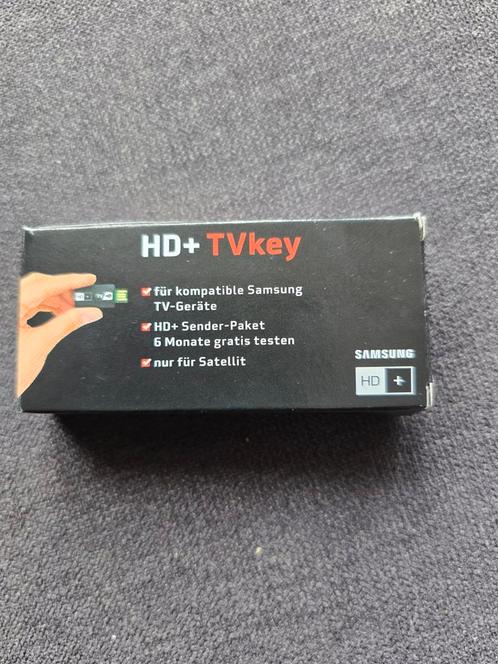 HD+ TVkey
für kompatible Samsung
TV-Geräte
HD+ Sender-Paket
6 Monate gratis testen
nur für Satellit
SAMSUNG
HD +